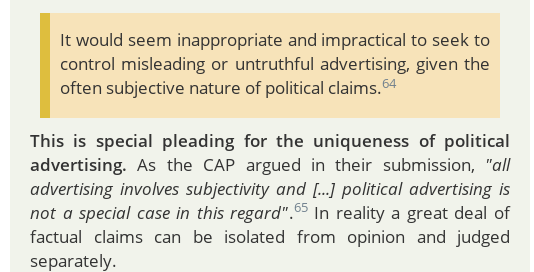 It would seem inappropriate and impractical to seek to
control misleading or untruthful advertising, given the
often subjective nature of political claims.64
This is special pleading for the uniqueness of political
advertising. As the CAP argued in their submission, "all
advertising involves subjectivity and [...] political advertising is
not a special case in this regard".65 In reality a great deal of
factual claims can be isolated from opinion and judged
separately.